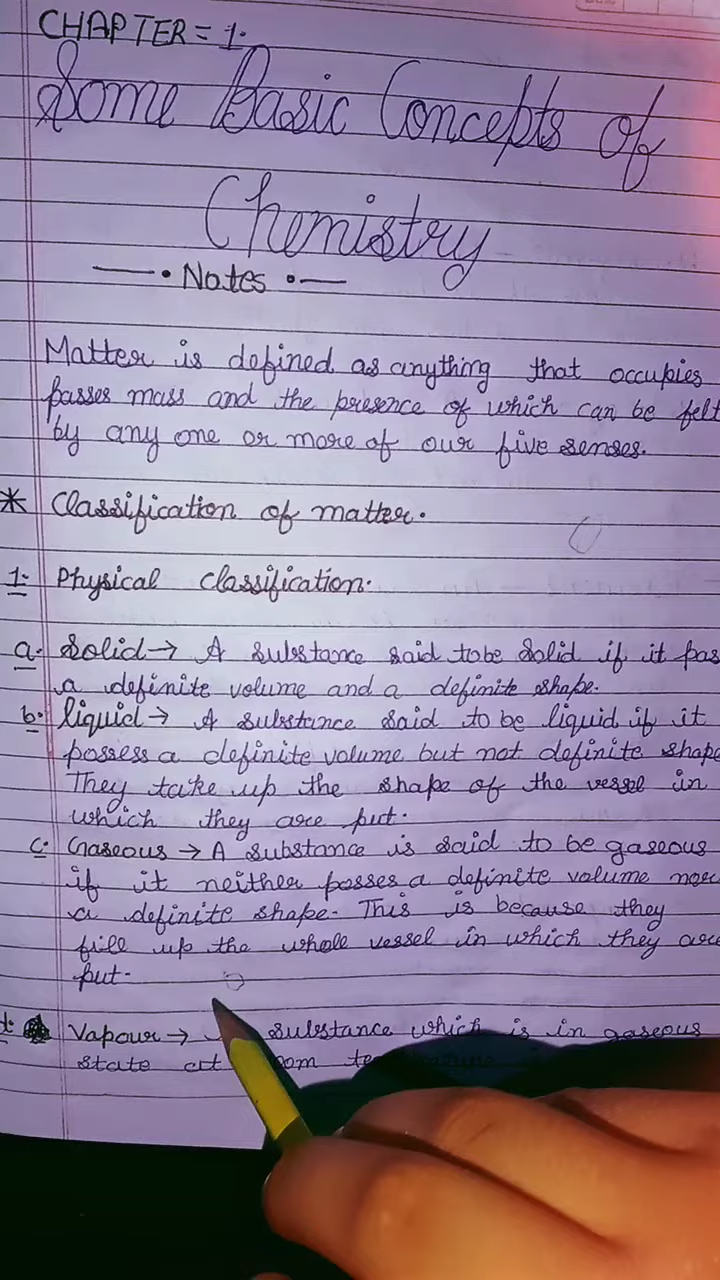 CHAPTER = 1.
Some Basic Concepts of
Chemistry
Notes
Matter is defined as anything that occupies
passes mass and the presence of which can be felt
by any one or more of our five senses.
* Classification of matter.
1. Physical classification.
a. Solid → A substance said tobe solid if it pas
a definite volume and a definite shape.
b. liquid → A substance said to be liquid if it
possess a definite volume but not definite shape
They take up the shape of the vessel in
which they are put.
c. Gaseous → A substance is said to be gaseous
if it neither posses a definite volume nor
a definite shape. This is because they
fill up the whole vessel in which they are
put.
d. Vapour → substance which is in gaseous
state at